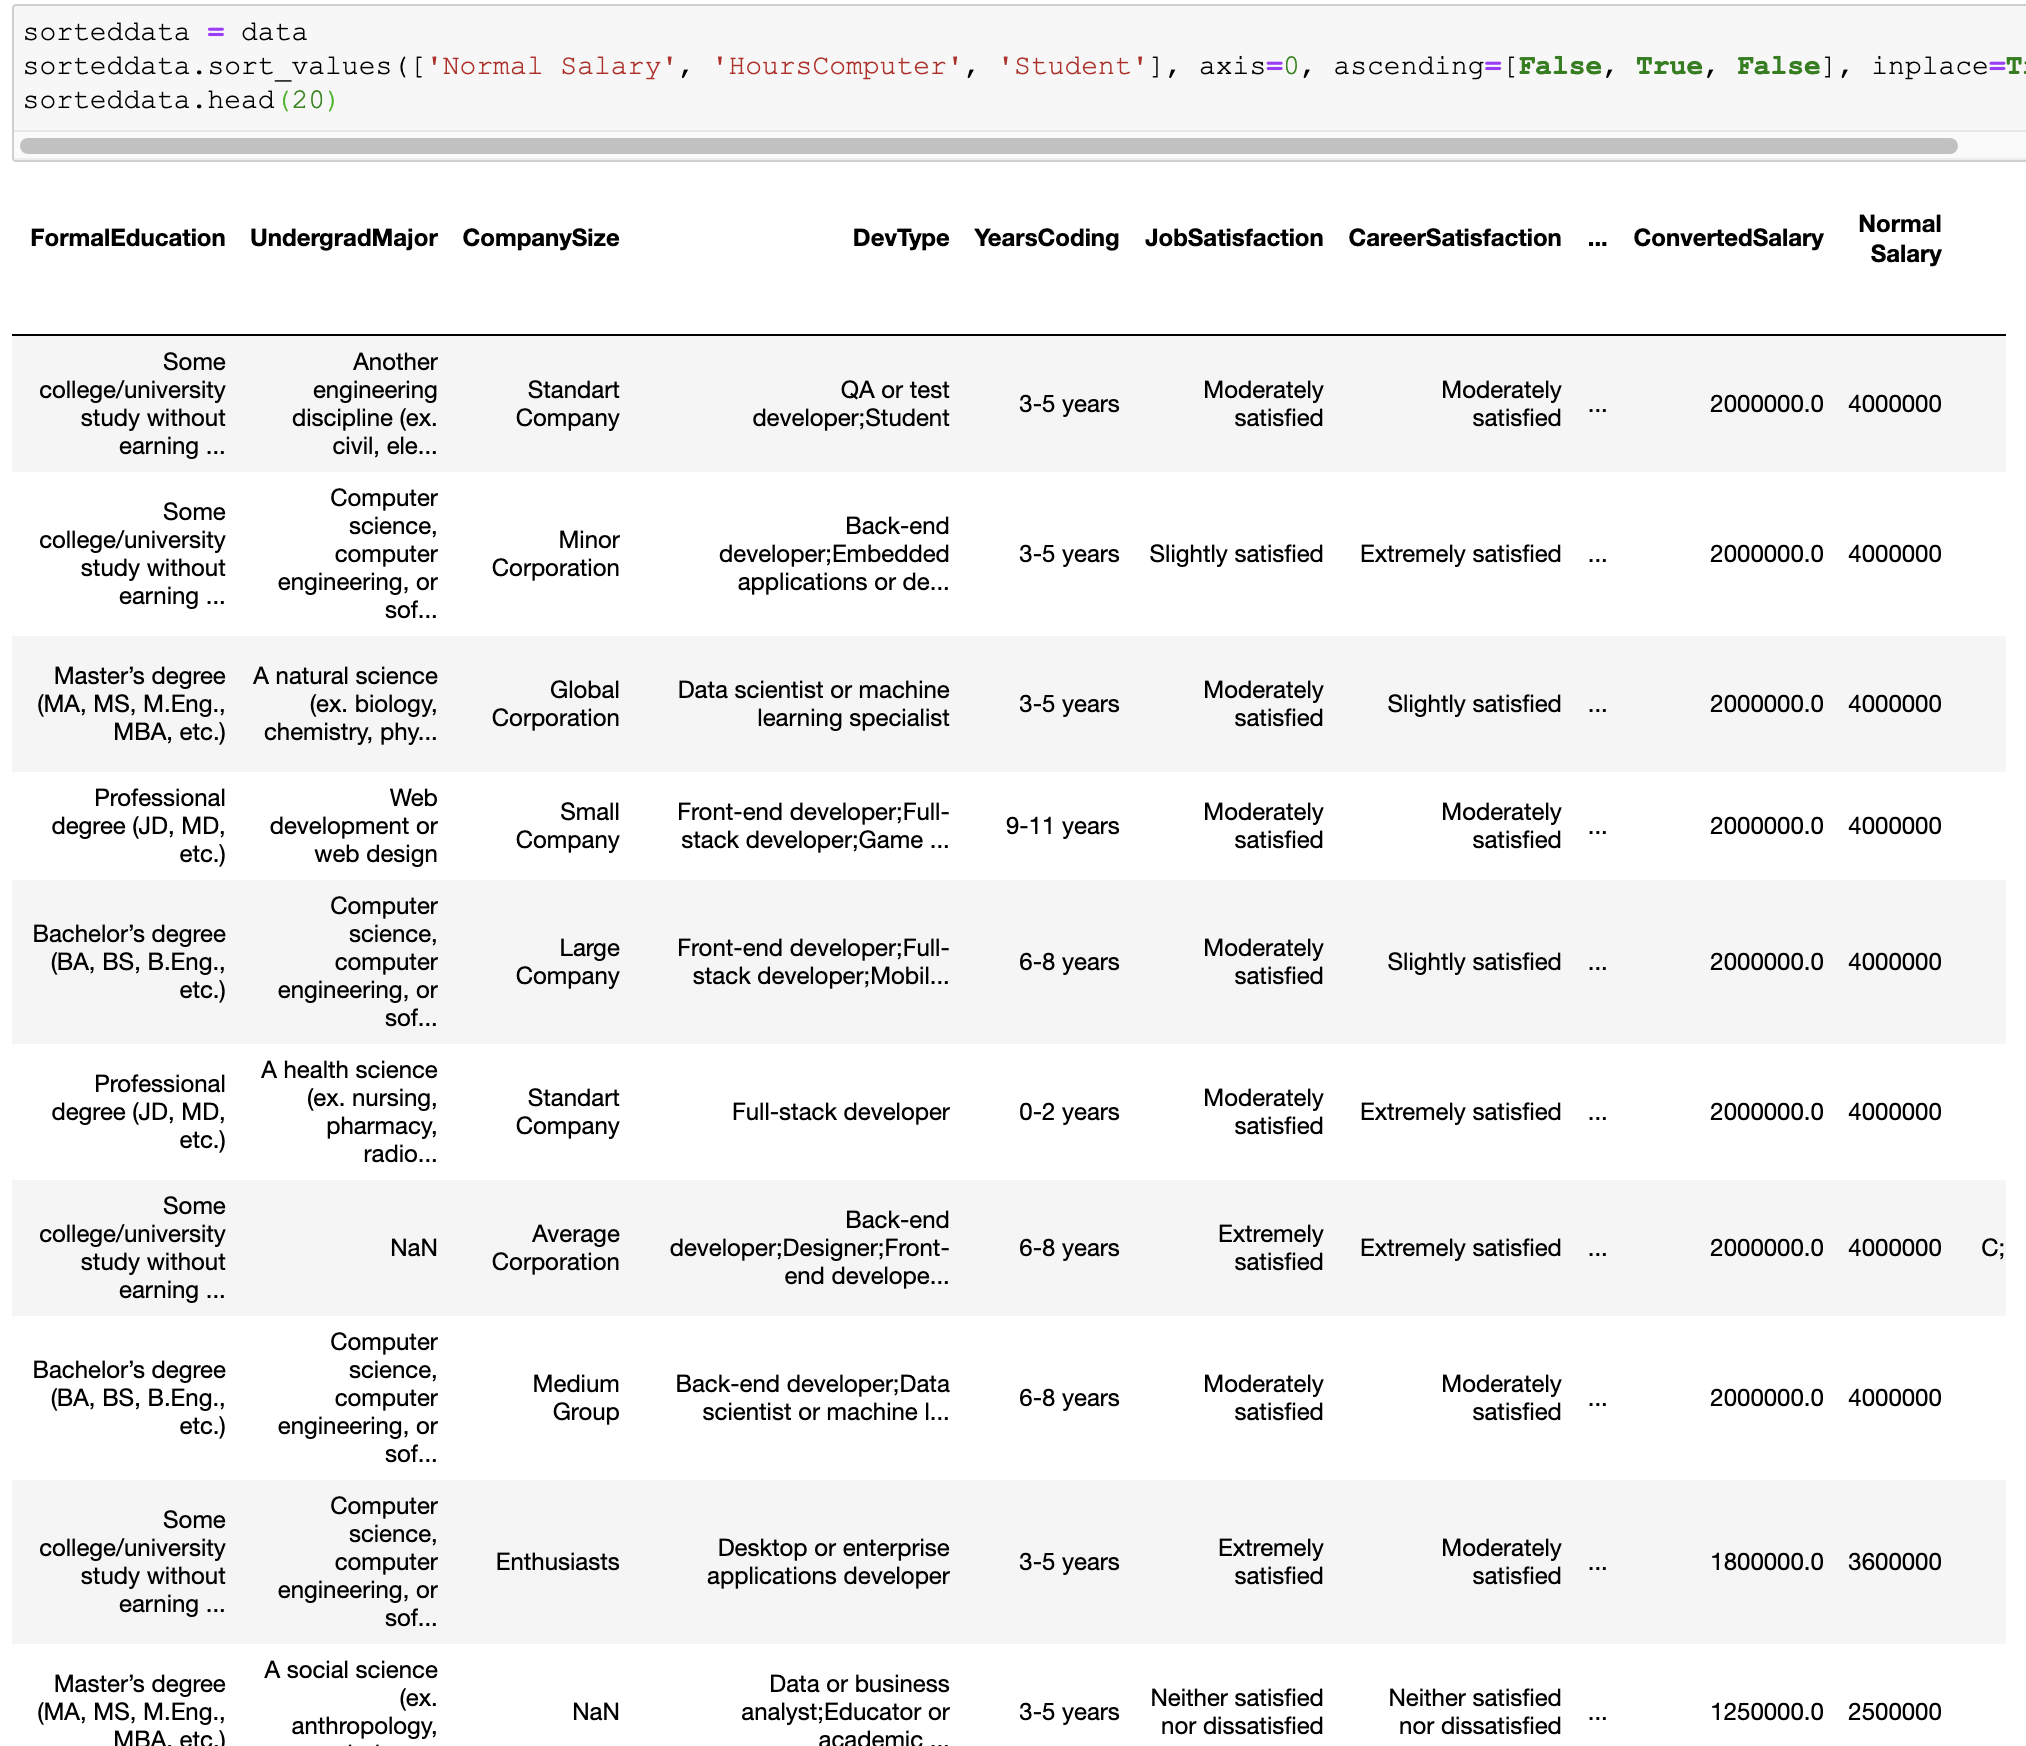 sorteddata = data
sorteddata.sort_values(['Normal Salary', 'HoursComputer', 'Student'], axis=0, ascending=[False, True, False], inplace=T
sorteddata.head(20)
FormalEducation UndergradMajor CompanySize DevType YearsCoding JobSatisfaction CareerSatisfaction ... ConvertedSalary Normal Salary
Some college/university study without earning ... Another engineering discipline (ex. civil, ele... Standart Company QA or test developer;Student 3-5 years Moderately satisfied Moderately satisfied ... 2000000.0 4000000
Some college/university study without earning ... Computer science, computer engineering, or sof... Minor Corporation Back-end developer;Embedded applications or de... 3-5 years Slightly satisfied Extremely satisfied ... 2000000.0 4000000
Master’s degree (MA, MS, M.Eng., MBA, etc.) A natural science (ex. biology, chemistry, phy... Global Corporation Data scientist or machine learning specialist 3-5 years Moderately satisfied Slightly satisfied ... 2000000.0 4000000
Professional degree (JD, MD, etc.) Web development or web design Small Company Front-end developer;Full-stack developer;Game ... 9-11 years Moderately satisfied Moderately satisfied ... 2000000.0 4000000
Bachelor’s degree (BA, BS, B.Eng., etc.) Computer science, computer engineering, or sof... Large Company Front-end developer;Full-stack developer;Mobil... 6-8 years Moderately satisfied Slightly satisfied ... 2000000.0 4000000
Professional degree (JD, MD, etc.) A health science (ex. nursing, pharmacy, radio... Standart Company Full-stack developer 0-2 years Moderately satisfied Extremely satisfied ... 2000000.0 4000000
Some college/university study without earning ... NaN Average Corporation Back-end developer;Designer;Front-end develope... 6-8 years Extremely satisfied Extremely satisfied ... 2000000.0 4000000 C;
Bachelor’s degree (BA, BS, B.Eng., etc.) Computer science, computer engineering, or sof... Medium Group Back-end developer;Data scientist or machine l... 6-8 years Moderately satisfied Moderately satisfied ... 2000000.0 4000000
Some college/university study without earning ... Computer science, computer engineering, or sof... Enthusiasts Desktop or enterprise applications developer 3-5 years Extremely satisfied Moderately satisfied ... 1800000.0 3600000
Master’s degree (MA, MS, M.Eng., MBA, etc.) A social science (ex. anthropology, NaN Data or business analyst;Educator or academic ... 3-5 years Neither satisfied nor dissatisfied Neither satisfied nor dissatisfied ... 1250000.0 2500000